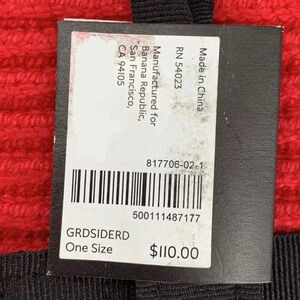 Made in China
RN 54023
Manufactured for
Banana Republic,
San Francisco,
CA 94105
817706-02-1
500111487177
GRDSIDERD
One Size
$110.00